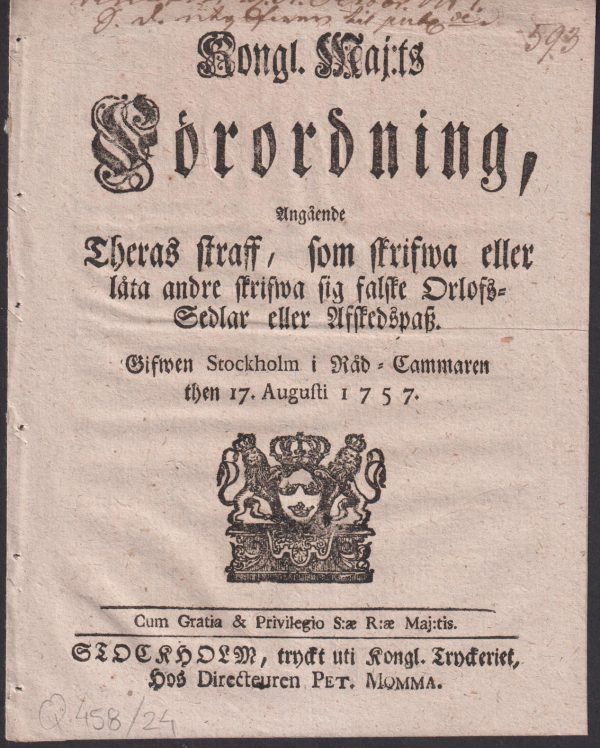 593
Kongl. Maj:ts
Förordning,
Angående
Theras straff, som skrifwa eller
låta andre skrifwa sig falske Orlofs-
Sedlar eller Afskedspaß.
Gifwen Stockholm i Råd-Cammaren
then 17. Augusti 1757.
Cum Gratia & Privilegio S:æ R:æ Maj:tis.
STOCKHOLM, tryckt uti Kongl. Tryckeriet,
Hos Directeuren PET. MOMMA.
Q 458/24